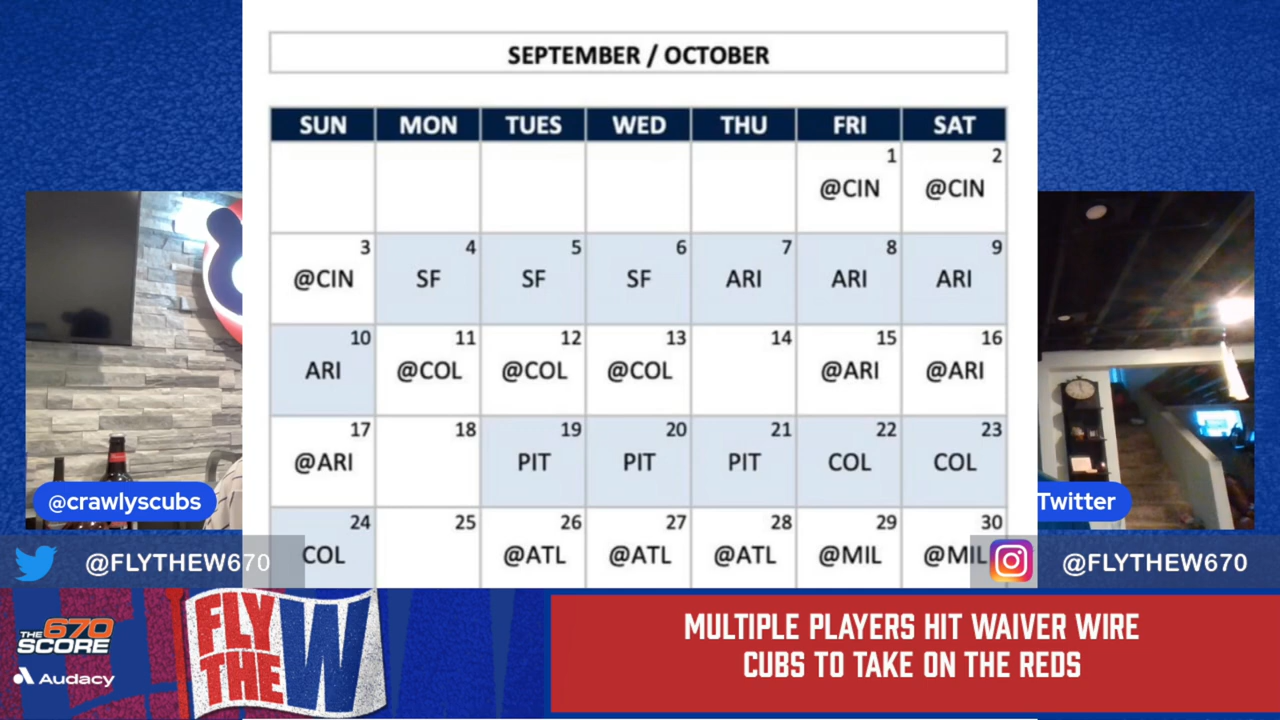 SEPTEMBER / OCTOBER
SUN MON TUES WED THU FRI SAT
1 2
@CIN @CIN
3 4 5 6 7 8 9
@CIN SF SF SF ARI ARI ARI
10 11 12 13 14 15 16
ARI @COL @COL @COL @ARI @ARI
17 18 19 20 21 22 23
@ARI PIT PIT PIT COL COL
24 25 26 27 28 29 30
COL @ATL @ATL @ATL @MIL @MIL
@crawlyscubs
Twitter
@FLYTHEW670
@FLYTHEW670
THE 670
SCORE
Audacy
FLY
THE W
MULTIPLE PLAYERS HIT WAIVER WIRE
CUBS TO TAKE ON THE REDS